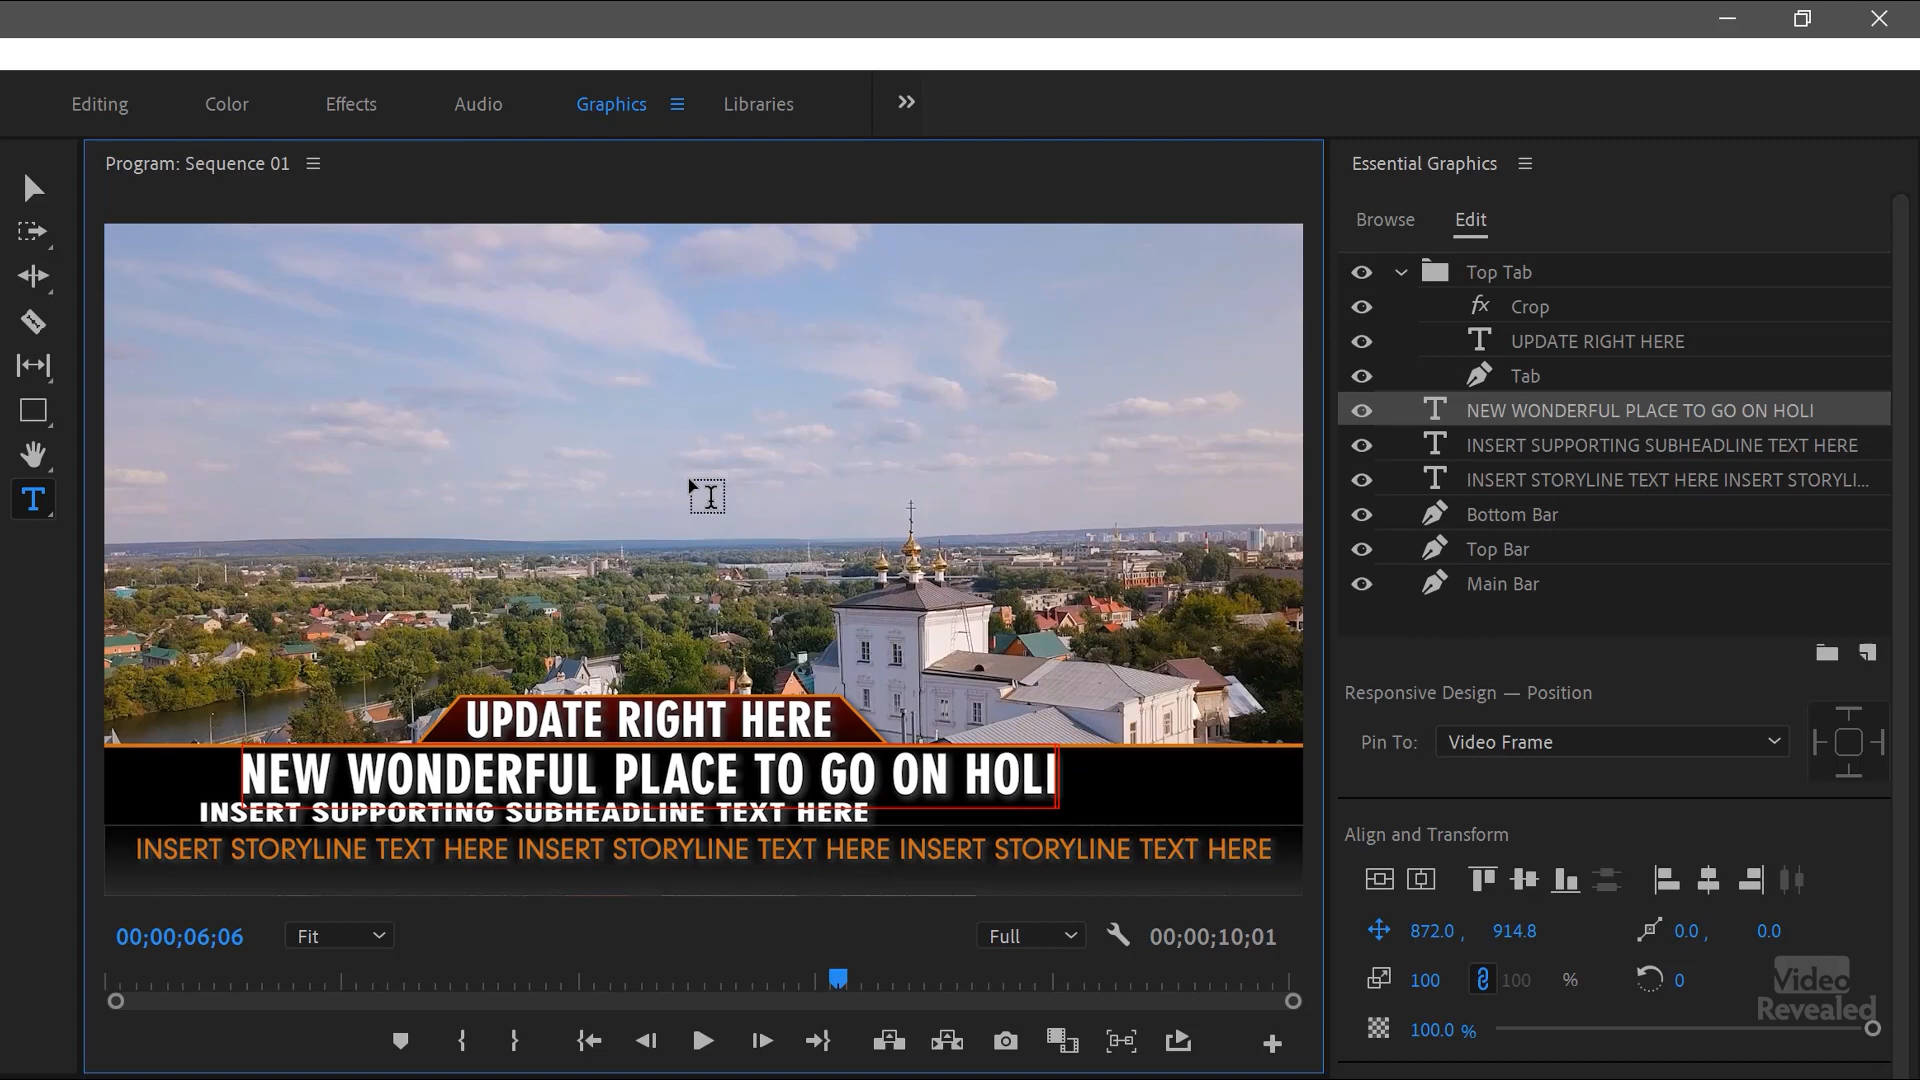 Editing Color Effects Audio Graphics Libraries
Program: Sequence 01
Essential Graphics
Browse Edit
Top Tab
fx Crop
UPDATE RIGHT HERE
Tab
NEW WONDERFUL PLACE TO GO ON HOLI
INSERT SUPPORTING SUBHEADLINE TEXT HERE
INSERT STORYLINE TEXT HERE INSERT STORYLI...
Bottom Bar
Top Bar
Main Bar
UPDATE RIGHT HERE
NEW WONDERFUL PLACE TO GO ON HOLI
INSERT SUPPORTING SUBHEADLINE TEXT HERE
INSERT STORYLINE TEXT HERE INSERT STORYLINE TEXT HERE INSERT STORYLINE TEXT HERE
Responsive Design — Position
Pin To: Video Frame
Align and Transform
872.0 , 914.8 0.0 , 0.0
100 100 % 0
100.0 %
00;00;06;06 Fit Full 00;00;10;01
Video
Revealed